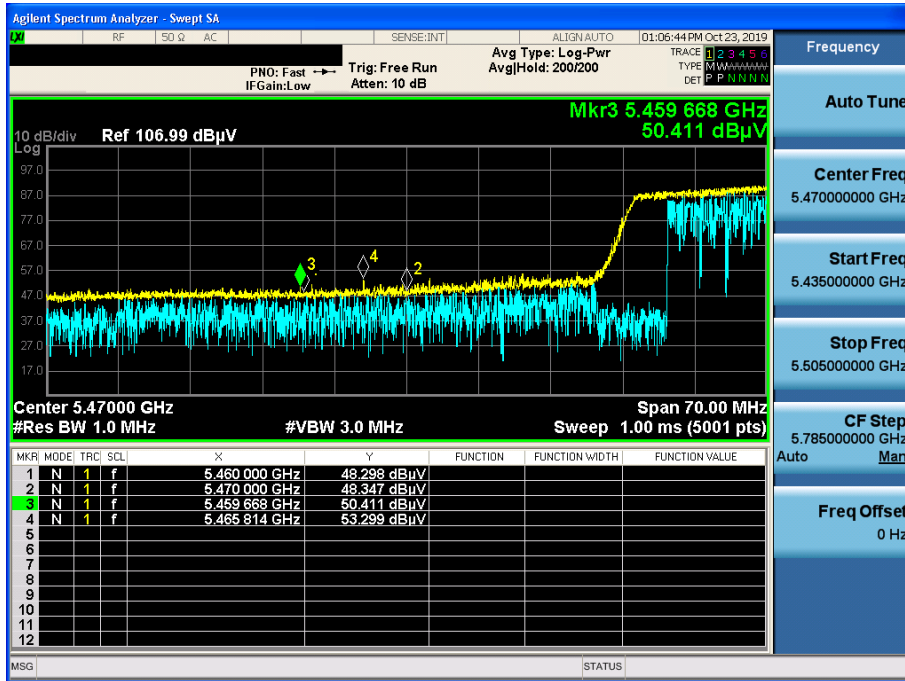 Agilent Spectrum Analyzer - Swept SA
LXI RF 50 Ω AC SENSE:INT ALIGN AUTO 01:06:44 PM Oct 23, 2019
PNO: Fast Trig: Free Run Avg Type: Log-Pwr TRACE 1 2 3 4 5 6
IFGain:Low Atten: 10 dB Avg|Hold: 200/200 TYPE M WWWWW
DET P P N N N N
Mkr3 5.459 668 GHz
50.411 dBµV
10 dB/div Ref 106.99 dBµV
Log
97.0
87.0
77.0
67.0
57.0
47.0
37.0
27.0
17.0
3
4
2
Center 5.47000 GHz Span 70.00 MHz
#Res BW 1.0 MHz #VBW 3.0 MHz Sweep 1.00 ms (5001 pts)
MKR MODE TRC SCL X Y FUNCTION FUNCTION WIDTH FUNCTION VALUE
1 N 1 f 5.460 000 GHz 48.298 dBµV
2 N 1 f 5.470 000 GHz 48.347 dBµV
3 N 1 f 5.459 668 GHz 50.411 dBµV
4 N 1 f 5.465 814 GHz 53.299 dBµV
5
6
7
8
9
10
11
12
MSG STATUS
Frequency
Auto Tune
Center Freq
5.470000000 GHz
Start Freq
5.435000000 GHz
Stop Freq
5.505000000 GHz
CF Step
5.785000000 GHz
Auto Man
Freq Offset
0 Hz